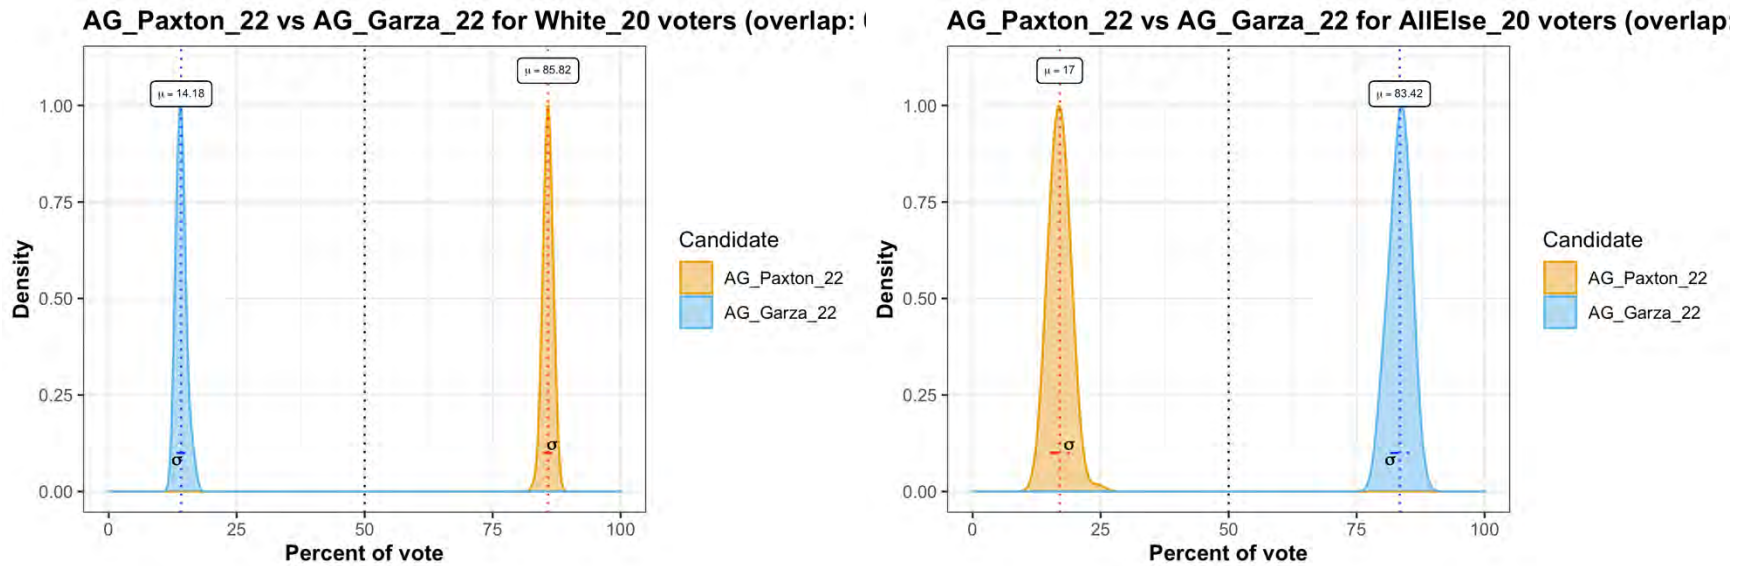 AG_Paxton_22 vs AG_Garza_22 for White_20 voters (overlap:
μ = 14.18
μ = 85.82
1.00
0.75
0.50
0.25
0.00
Density
σ
σ
0
25
50
75
100
Percent of vote
Candidate
AG_Paxton_22
AG_Garza_22
AG_Paxton_22 vs AG_Garza_22 for AllElse_20 voters (overlap:
μ = 17
μ = 83.42
1.00
0.75
0.50
0.25
0.00
Density
σ
σ
0
25
50
75
100
Percent of vote
Candidate
AG_Paxton_22
AG_Garza_22